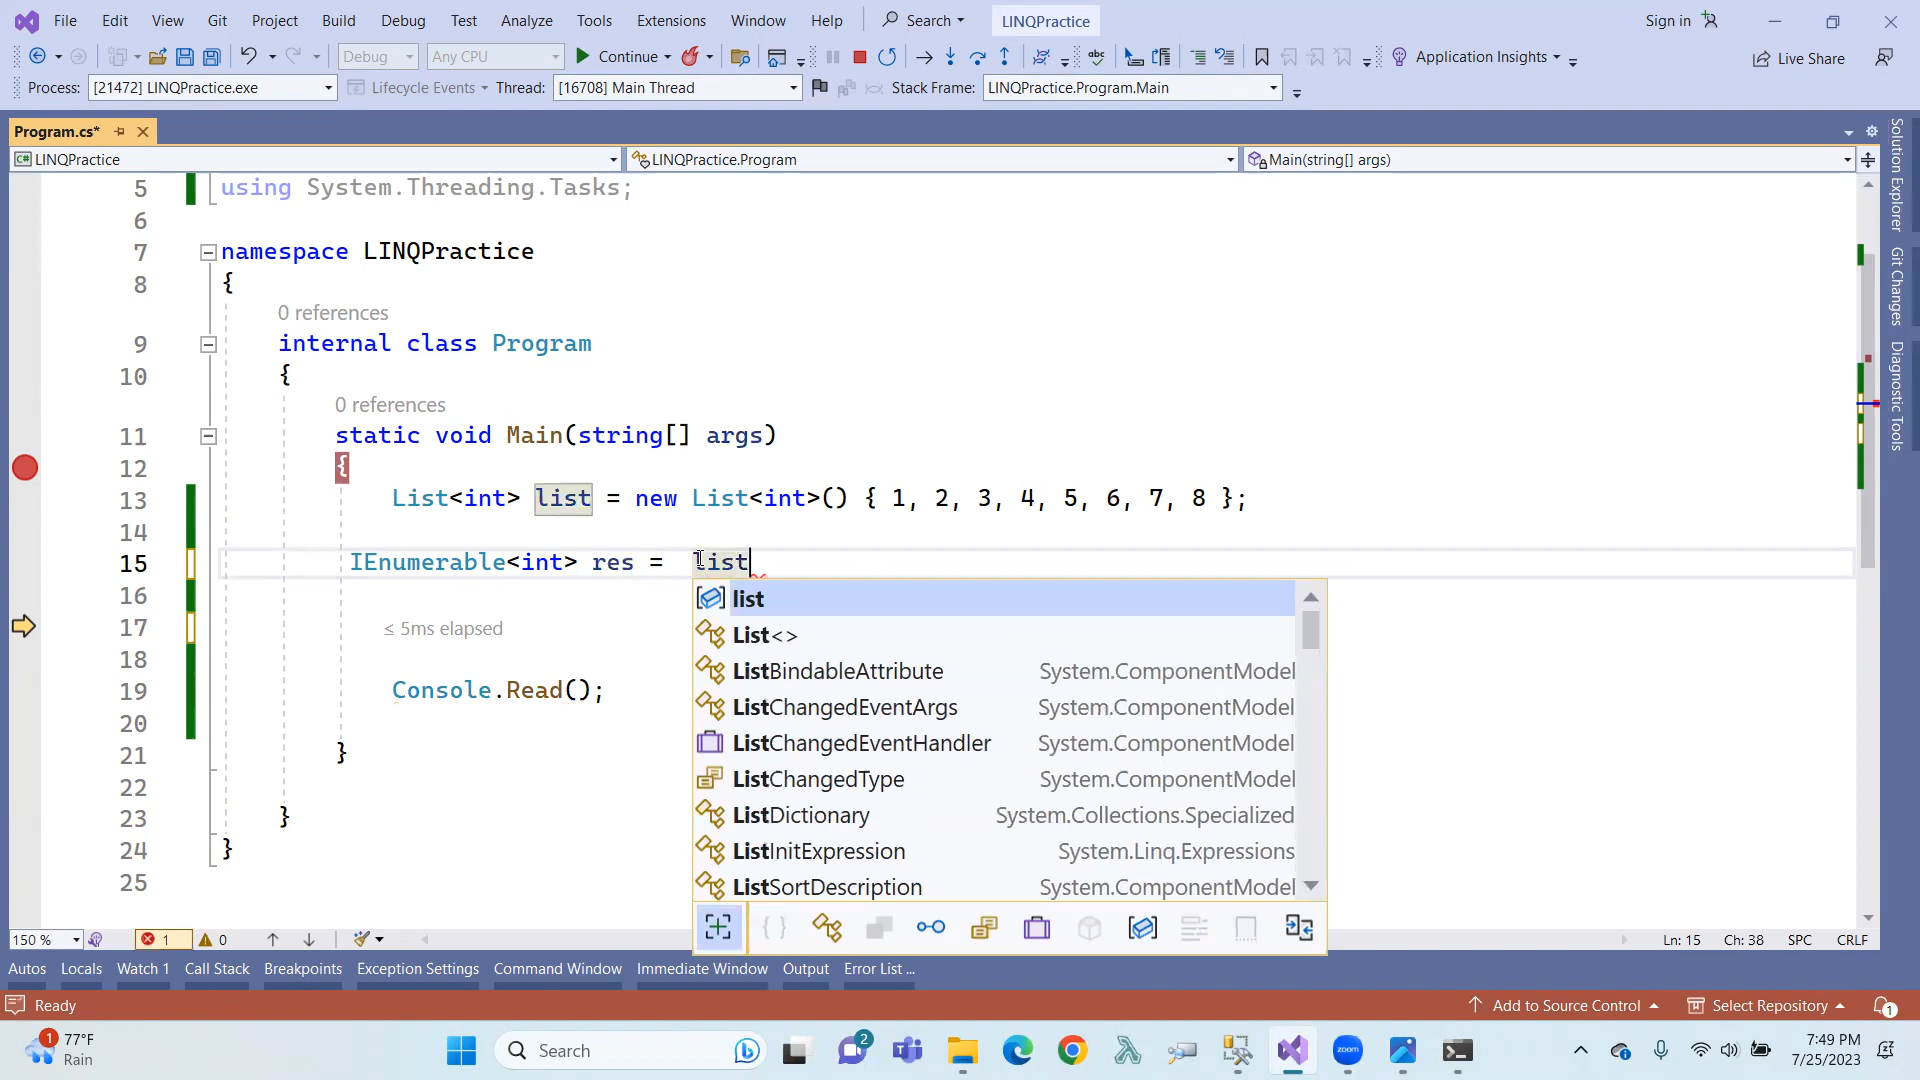 File Edit View Git Project Build Debug Test Analyze Tools Extensions Window Help Search LINQPractice Sign in
Debug Any CPU Continue abc Application Insights Live Share
Process: [21472] LINQPractice.exe Lifecycle Events Thread: [16708] Main Thread Stack Frame: LINQPractice.Program.Main
Program.cs*
C# LINQPractice LINQPractice.Program Main(string[] args)
5 using System.Threading.Tasks;
6
7 namespace LINQPractice
8 {
0 references
9 internal class Program
10 {
0 references
11 static void Main(string[] args)
12 {
13 List<int> list = new List<int>() { 1, 2, 3, 4, 5, 6, 7, 8 };
14
15 IEnumerable<int> res = list
16
17 ≤ 5ms elapsed
18
19 Console.Read();
20
21 }
22
23 }
24 }
25
list
List<>
ListBindableAttribute System.ComponentModel
ListChangedEventArgs System.ComponentModel
ListChangedEventHandler System.ComponentModel
ListChangedType System.ComponentModel
ListDictionary System.Collections.Specialized
ListInitExpression System.Linq.Expressions
ListSortDescription System.ComponentModel
Solution Explorer
Git Changes
Diagnostic Tools
150 % 1 0 Ln: 15 Ch: 38 SPC CRLF
Autos Locals Watch 1 Call Stack Breakpoints Exception Settings Command Window Immediate Window Output Error List ...
Ready Add to Source Control Select Repository 1
1 77°F
Rain
Search 2 zoom
7:49 PM
7/25/2023